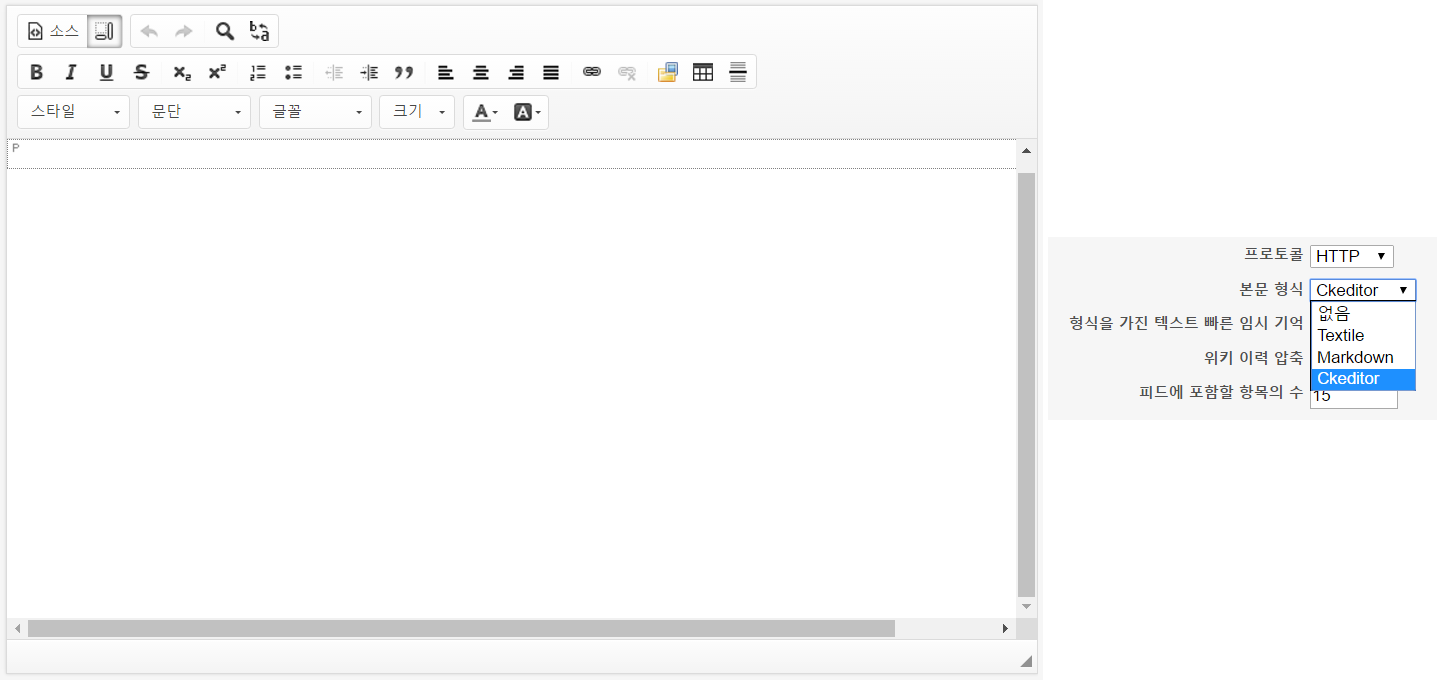 소스
스타일 문단 글꼴 크기
P
프로토콜 HTTP
본문 형식 Ckeditor
없음
Textile
형식을 가진 텍스트 빠른 임시 기억
Markdown
위키 이력 압축
Ckeditor
피드에 포함할 항목의 수 15